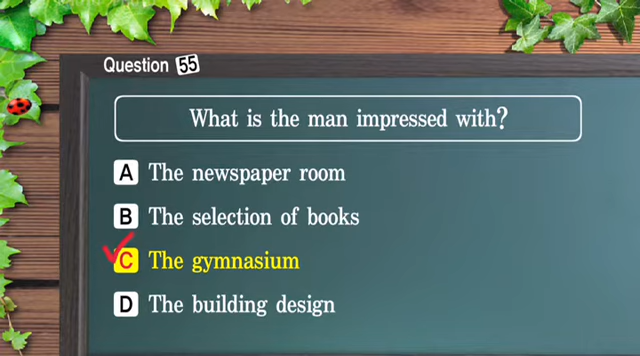 Question 55
What is the man impressed with?
A The newspaper room
B The selection of books
C The gymnasium
D The building design